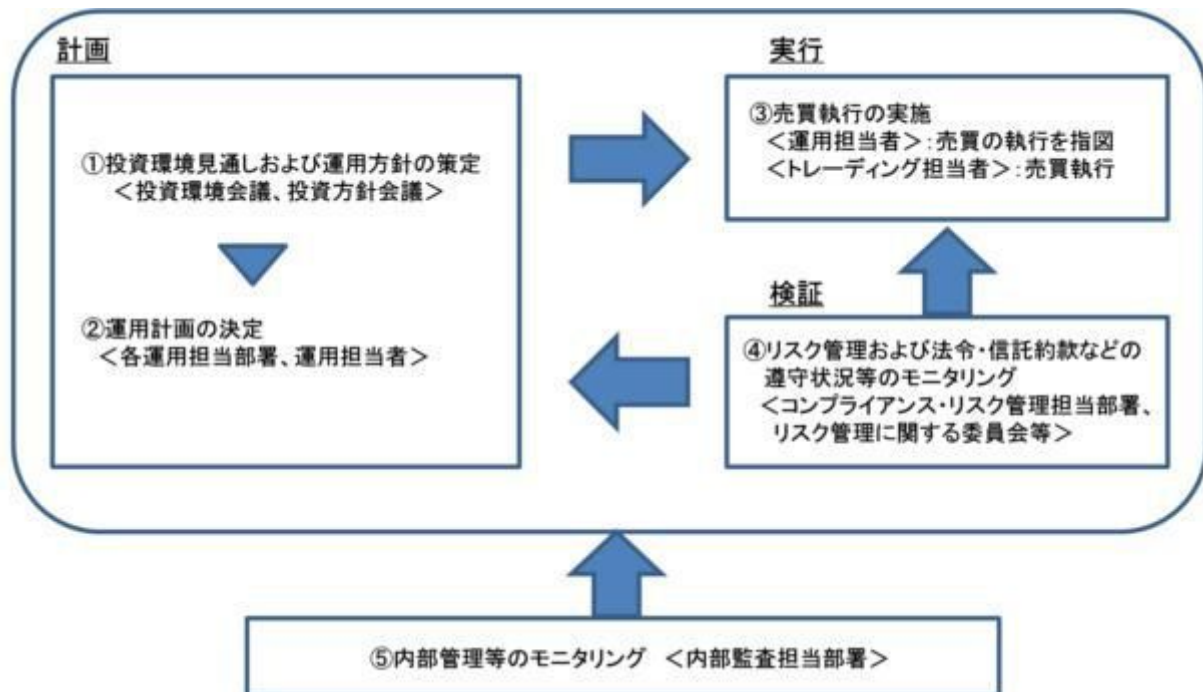 計画
①投資環境見通しおよび運用方針の策定
＜投資環境会議、投資方針会議＞
②運用計画の決定
＜各運用担当部署、運用担当者＞
実行
③売買執行の実施
＜運用担当者＞：売買の執行を指図
＜トレーディング担当者＞：売買執行
検証
④リスク管理および法令・信託約款などの
遵守状況等のモニタリング
＜コンプライアンス・リスク管理担当部署、
リスク管理に関する委員会等＞
⑤内部管理等のモニタリング ＜内部監査担当部署＞